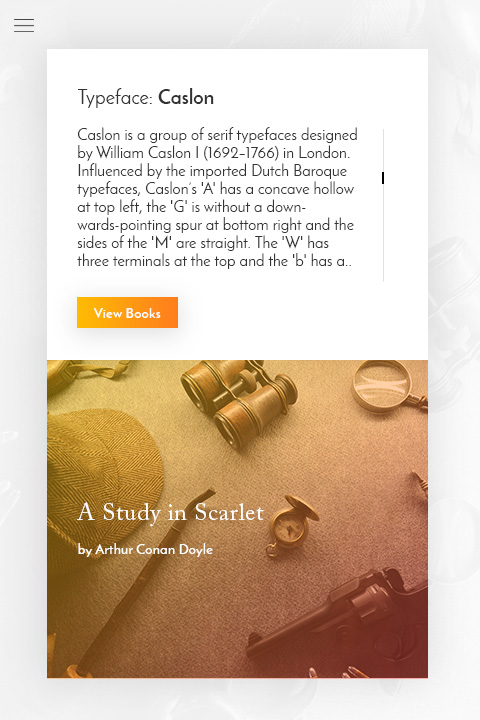 Typeface: Caslon
Caslon is a group of serif typefaces designed
by William Caslon I (1692–1766) in London.
Influenced by the imported Dutch Baroque
typefaces, Caslon´s 'A' has a concave hollow
at top left, the 'G' is without a down-
wards-pointing spur at bottom right and the
sides of the "M" are straight. The 'W' has
three terminals at the top and the 'b' has a..
View Books
A Study in Scarlet
by Arthur Conan Doyle